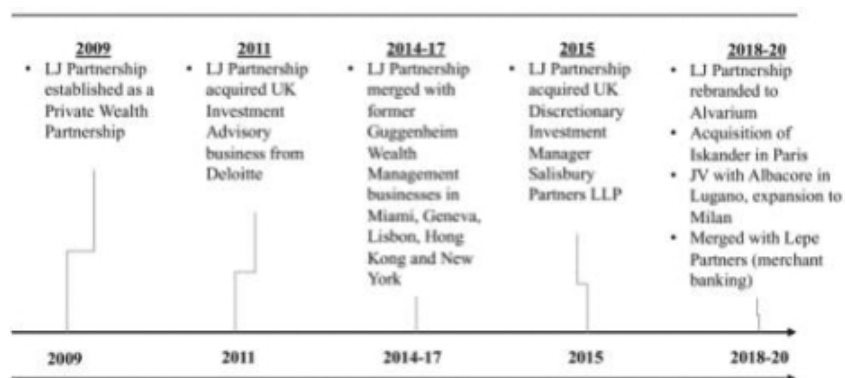 2009
• LJ Partnership
established as a
Private Wealth
Partnership
2011
• LJ Partnership
acquired UK
Investment
Advisory
business from
Deloitte
2014-17
• LJ Partnership
merged with
former
Guggenheim
Wealth
Management
businesses in
Miami, Geneva,
Lisbon, Hong
Kong and New
York
2015
• LJ Partnership
acquired UK
Discretionary
Investment
Manager
Salisbury
Partners LLP
2018-20
• LJ Partnership
rebranded to
Alvarium
• Acquisition of
Iskander in Paris
• JV with Albacore in
Lugano, expansion to
Milan
• Merged with Lepe
Partners (merchant
banking)
2009
2011
2014-17
2015
2018-20